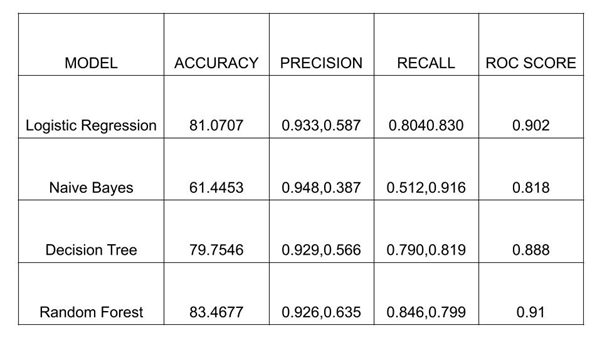 MODEL ACCURACY PRECISION RECALL ROC SCORE
Logistic Regression 81.0707 0.933,0.587 0.8040.830 0.902
Naive Bayes 61.4453 0.948,0.387 0.512,0.916 0.818
Decision Tree 79.7546 0.929,0.566 0.790,0.819 0.888
Random Forest 83.4677 0.926,0.635 0.846,0.799 0.91